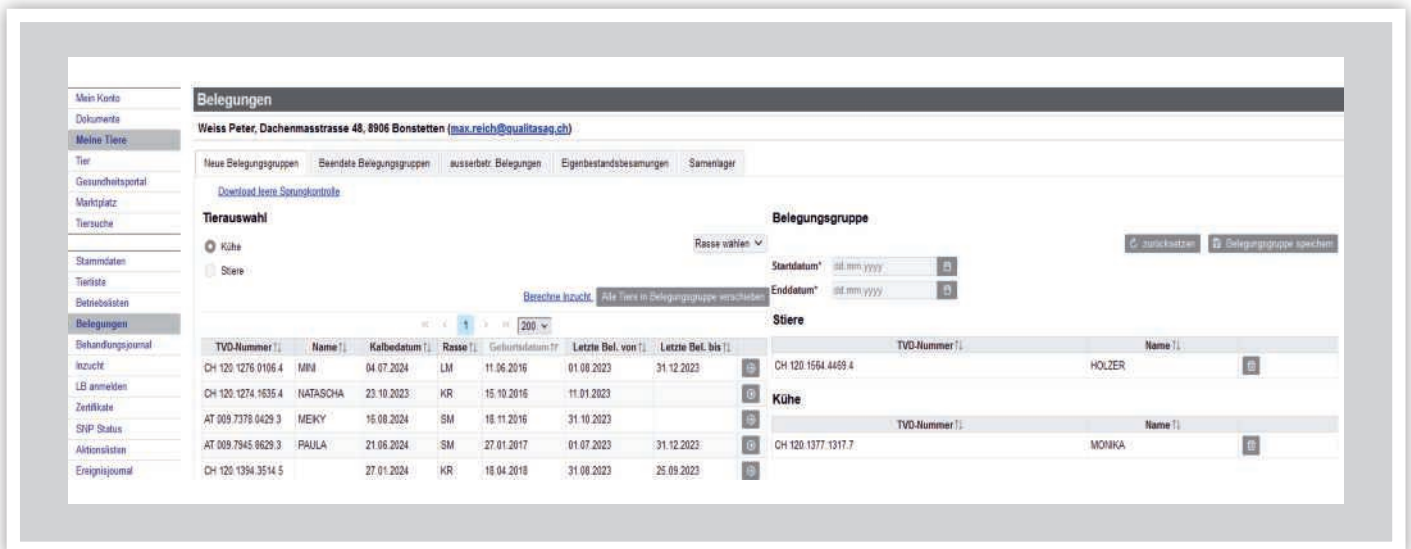 Mein Konto
Dokumente
Meine Tiere
Tier
Gesundheitsportal
Marktplatz
Tiersuche
Stammdaten
Tierliste
Betriebslisten
Belegungen
Behandlungsjournal
Inzucht
LB anmelden
Zertifikate
SNP Status
Aktionslisten
Ereignisjournal
Belegungen
Weiss Peter, Dachenmasstrasse 48, 8906 Bonstetten (max.reich@qualitasag.ch)
Neue Belegungsgruppen Beendete Belegungsgruppen ausserbetr. Belegungen Eigenbestandsbesamungen Samenlager
Download leere Sprungkontrolle
Tierauswahl
Kühe
Rasse wählen
Stiere
Berechne Inzucht Alle Tiere in Belegungsgruppe verschieben
1 200
TVD-Nummer Name Kalbedatum Rasse Geburtsdatum Letzte Bel. von Letzte Bel. bis
CH 120.1276.0106.4 MINI 04.07.2024 LM 11.06.2016 01.08.2023 31.12.2023
CH 120.1274.1635.4 NATASCHA 23.10.2023 KR 15.10.2016 11.01.2023
AT 009.7378.0429.3 MEIKY 16.08.2024 SM 18.11.2016 31.10.2023
AT 009.7945.8629.3 PAULA 21.06.2024 SM 27.01.2017 01.07.2023 31.12.2023
CH 120.1394.3514.5 27.01.2024 KR 18.04.2018 31.08.2023 25.09.2023
Belegungsgruppe
zurücksetzen Belegungsgruppe speichern
Startdatum* dd.mm.yyyy
Enddatum* dd.mm.yyyy
Stiere
TVD-Nummer Name
CH 120.1564.4469.4 HOLZER
Kühe
TVD-Nummer Name
CH 120.1377.1317.7 MONIKA